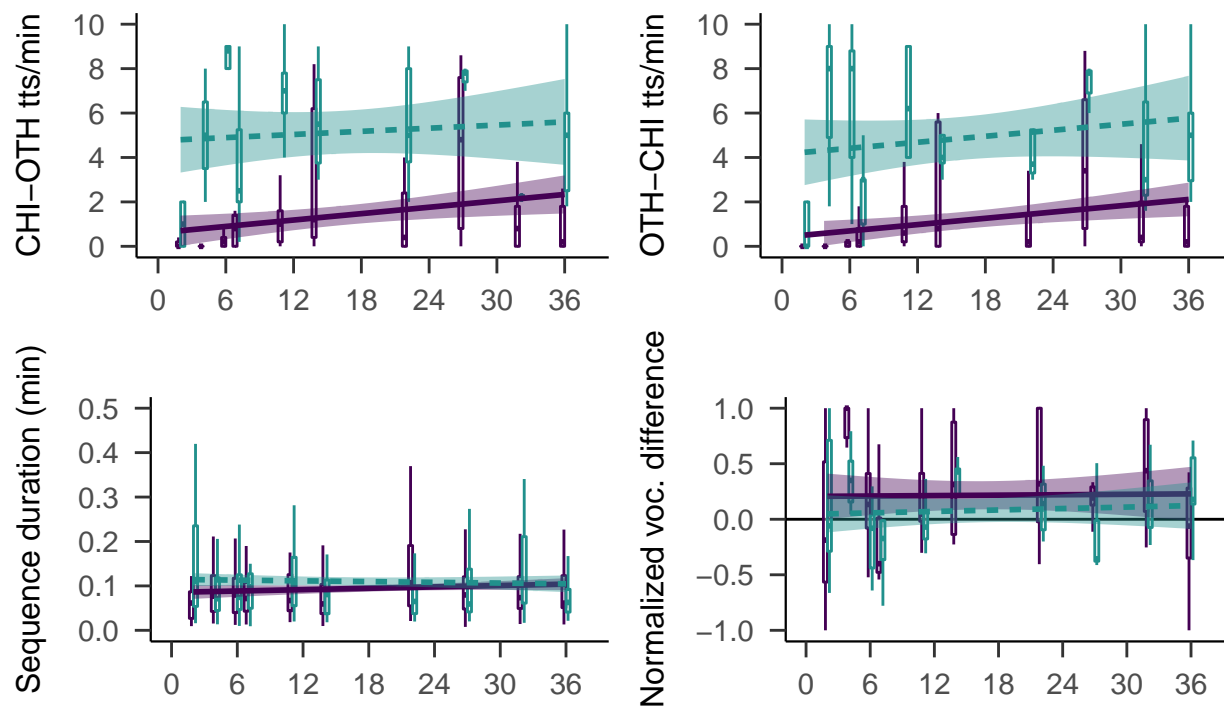 CHI−OTH tts/min
10
8
6
4
2
0
0 6 12 18 24 30 36
OTH−CHI tts/min
10
8
6
4
2
0
0 6 12 18 24 30 36
Sequence duration (min)
0.5
0.4
0.3
0.2
0.1
0.0
0 6 12 18 24 30 36
Normalized voc. difference
1.0
0.5
0.0
−0.5
−1.0
0 6 12 18 24 30 36